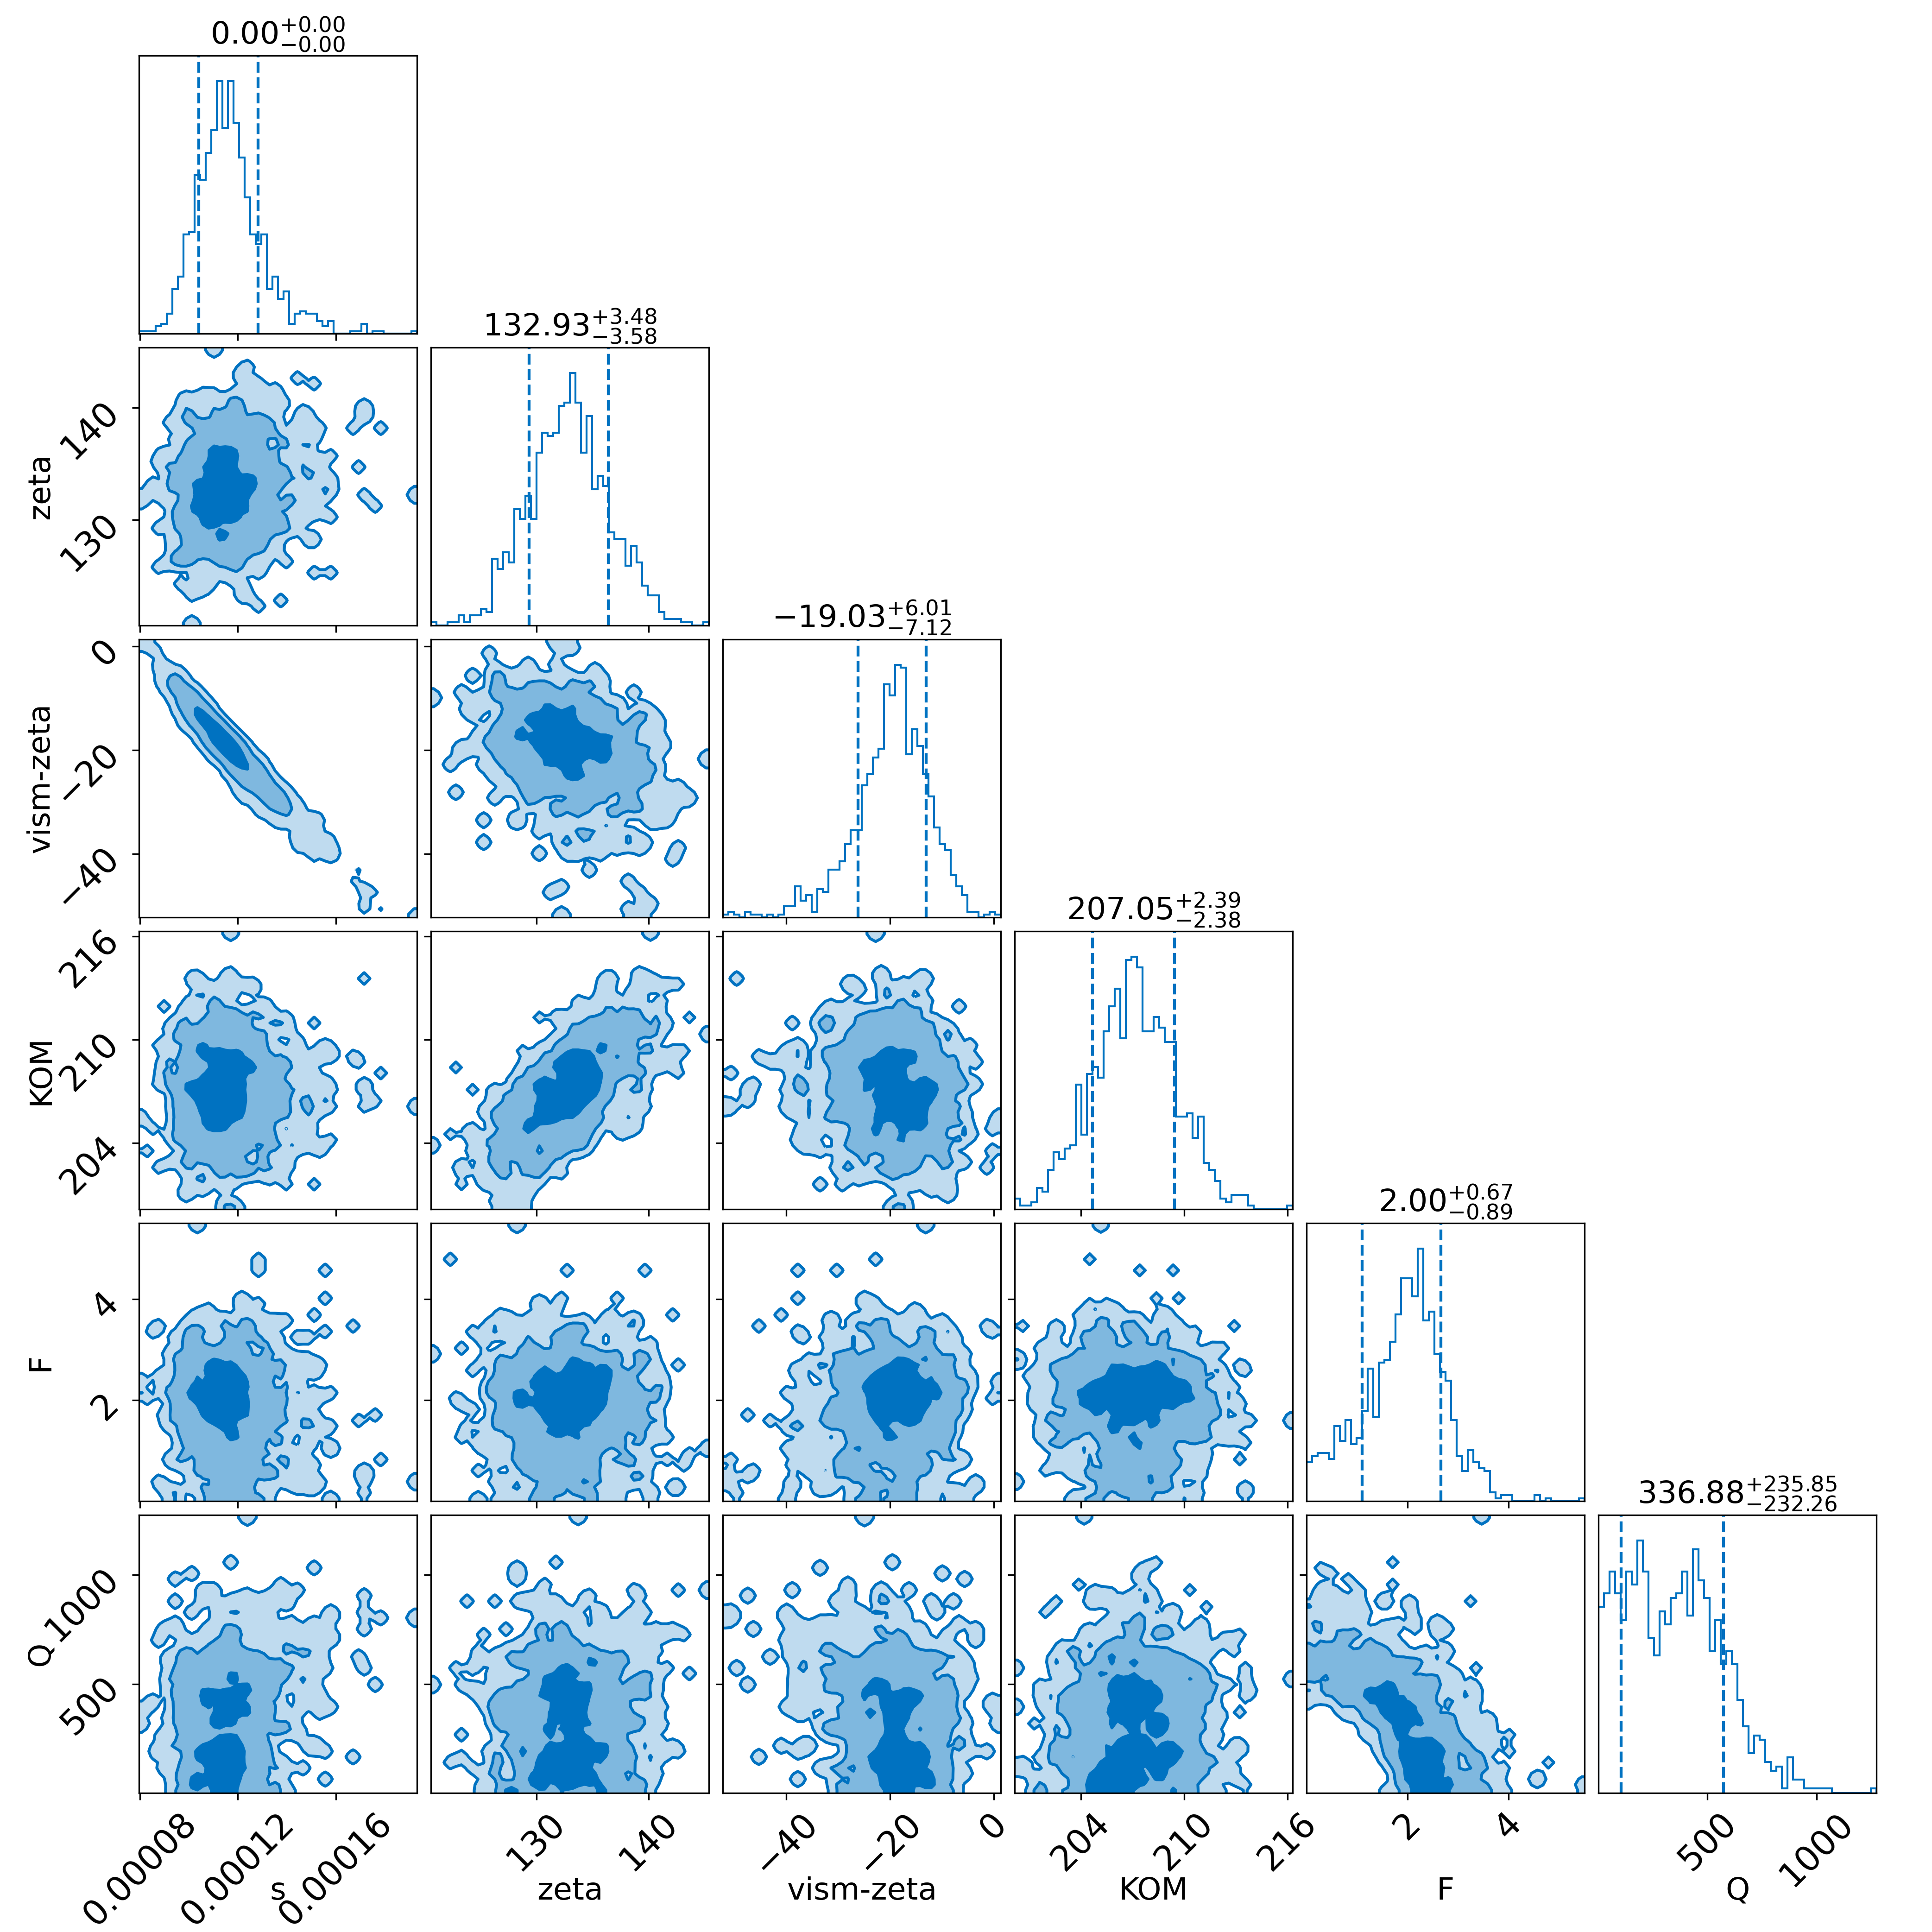 0.00+0.00−0.00
132.93+3.48−3.58
−19.03+6.01−7.12
207.05+2.39−2.38
2.00+0.67−0.89
336.88+235.85−232.26
140
130
zeta
0
−20
−40
vism-zeta
216
210
204
KOM
4
2
F
1000
500
Q
0.00008 0.00012 0.00016
s
130 140
zeta
−40 −20 0
vism-zeta
204 210 216
KOM
2 4
F
500 1000
Q